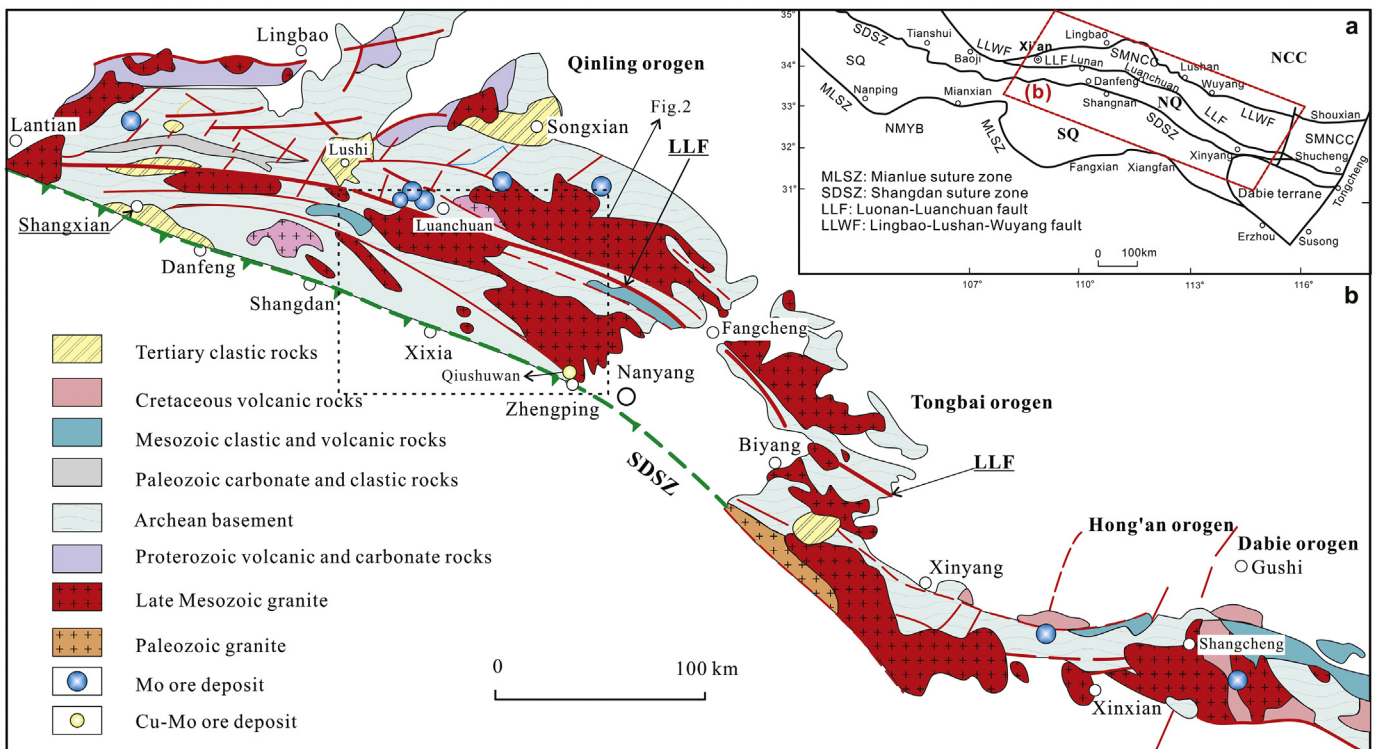 Lingbao
Qinling orogen
Fig.2
Lantian
Songxian
Lushi
LLF
Shangxian
Luanchuan
Danfeng
Shangdan
Fangcheng
Xixia
Qiushuwan
Nanyang
Zhengping
Tongbai orogen
Biyang
LLF
SDSZ
Hong'an orogen
Dabie orogen
Gushi
Xinyang
Shangcheng
Xinxian
Tertiary clastic rocks
Cretaceous volcanic rocks
Mesozoic clastic and volcanic rocks
Paleozoic carbonate and clastic rocks
Archean basement
Proterozoic volcanic and carbonate rocks
Late Mesozoic granite
Paleozoic granite
Mo ore deposit
Cu-Mo ore deposit
0 100 km
a
35°
34°
33°
32°
31°
SDSZ
Tianshui
LLWF
Lingbao
Xi'an
SMNCC
NCC
SQ
Baoji
LLF
Lunan
Luanchuan
Lushan
Wuyang
MLSZ
Nanping
Mianxian
(b)
Danfeng
Shangnan
NQ
LLWF
Shouxian
NMYB
MLSZ
SQ
SDSZ
LLF
SMNCC
Xinyang
Shucheng
Fangxian
Xiangfan
Tongcheng
Dabie terrane
Erzhou
Susong
MLSZ: Mianlue suture zone
SDSZ: Shangdan suture zone
LLF: Luonan-Luanchuan fault
LLWF: Lingbao-Lushan-Wuyang fault
0 100km
107° 110° 113° 116°
b